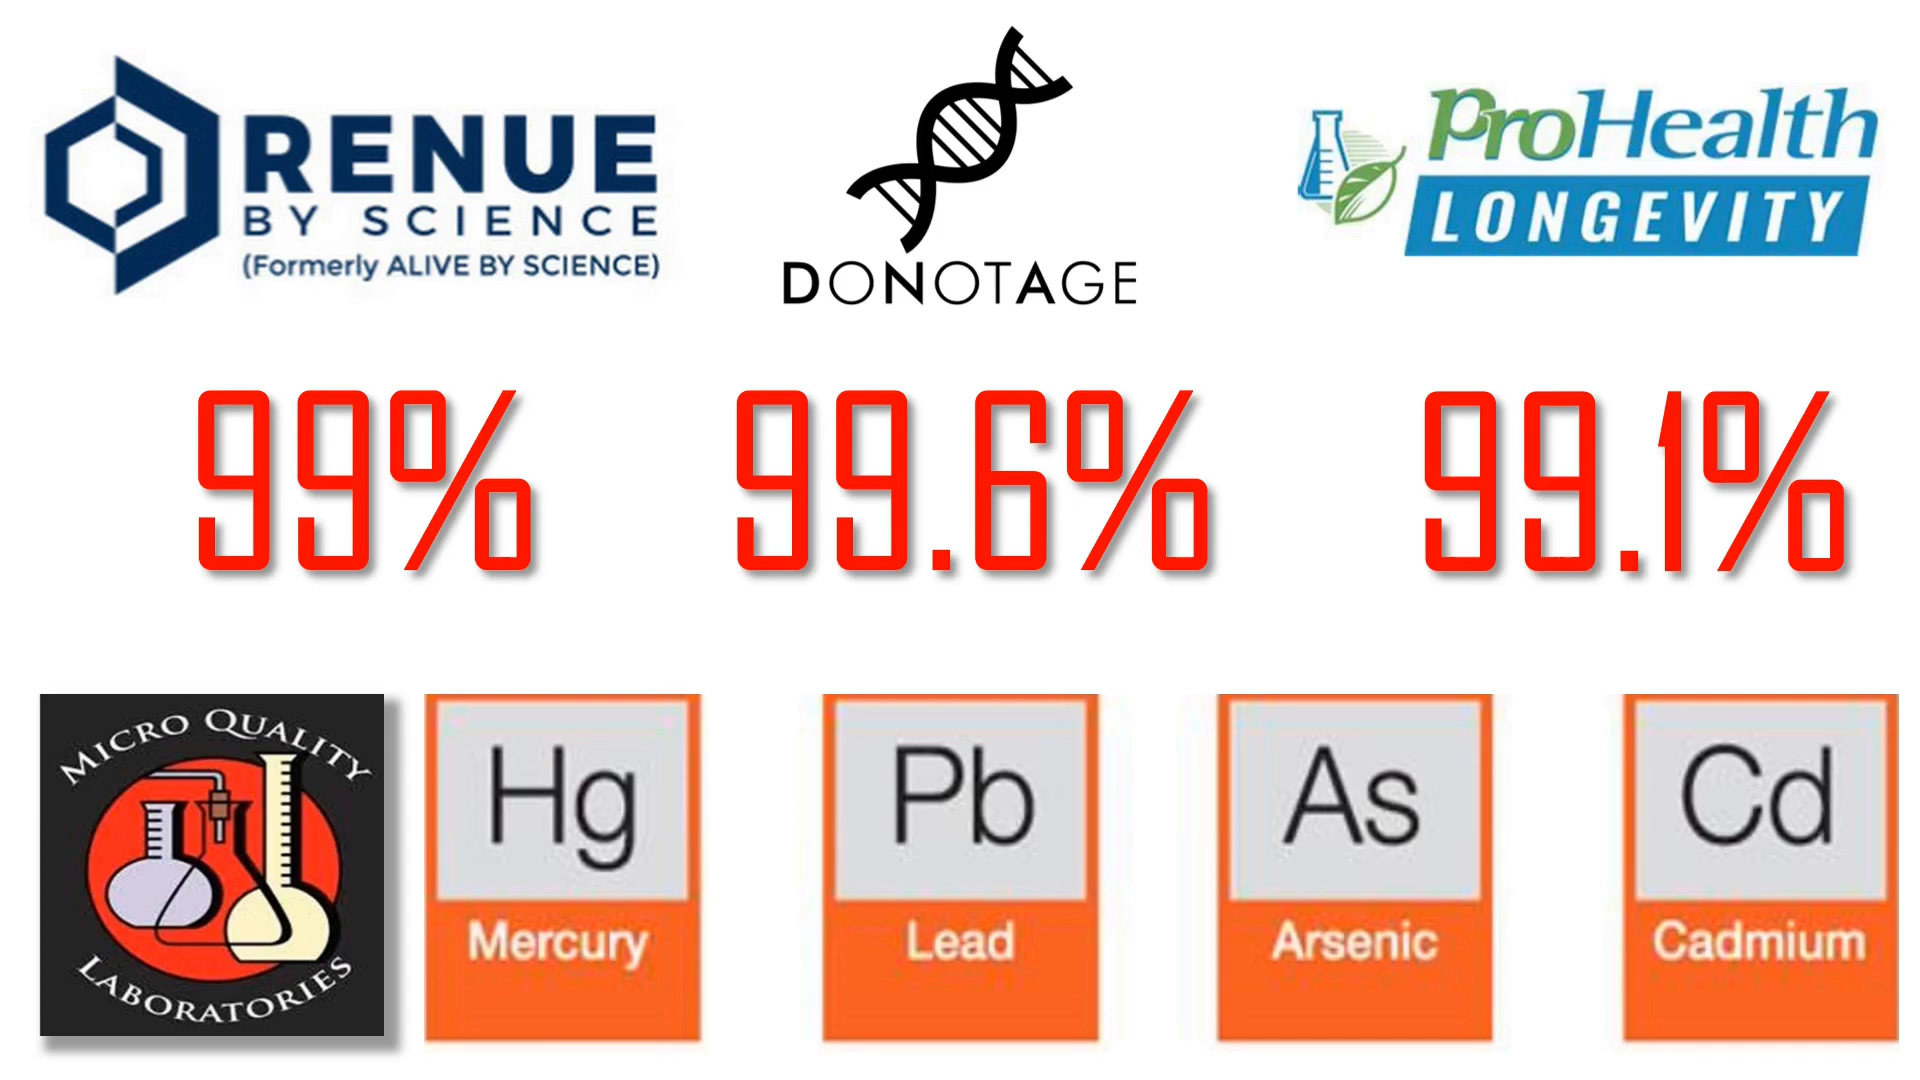 RENUE
BY SCIENCE
(Formerly ALIVE BY SCIENCE)
DONOTAGE
ProHealth
LONGEVITY
99%
99.6%
99.1%
MICRO QUALITY
LABORATORIES
Hg
Mercury
Pb
Lead
As
Arsenic
Cd
Cadmium